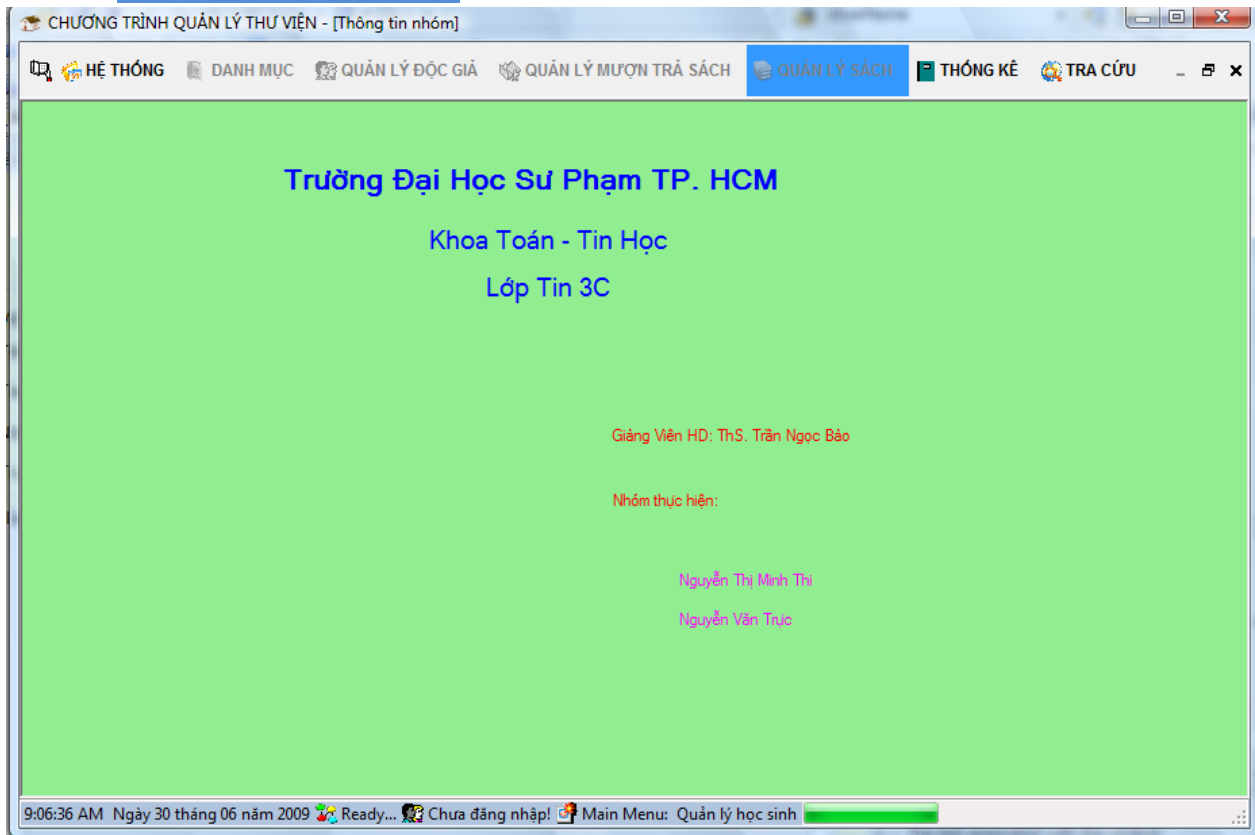 CHƯƠNG TRÌNH QUẢN LÝ THƯ VIỆN - [Thông tin nhóm]
HỆ THỐNG DANH MỤC QUẢN LÝ ĐỘC GIẢ QUẢN LÝ MƯỢN TRẢ SÁCH QUẢN LÝ SÁCH THỐNG KÊ TRA CỨU
Trường Đại Học Sư Phạm TP. HCM
Khoa Toán - Tin Học
Lớp Tin 3C
Giảng Viên HD: ThS. Trần Ngọc Bảo
Nhóm thực hiện:
Nguyễn Thị Minh Thi
Nguyễn Văn Trực
9:06:36 AM Ngày 30 tháng 06 năm 2009 Ready... Chưa đăng nhập! Main Menu: Quản lý học sinh